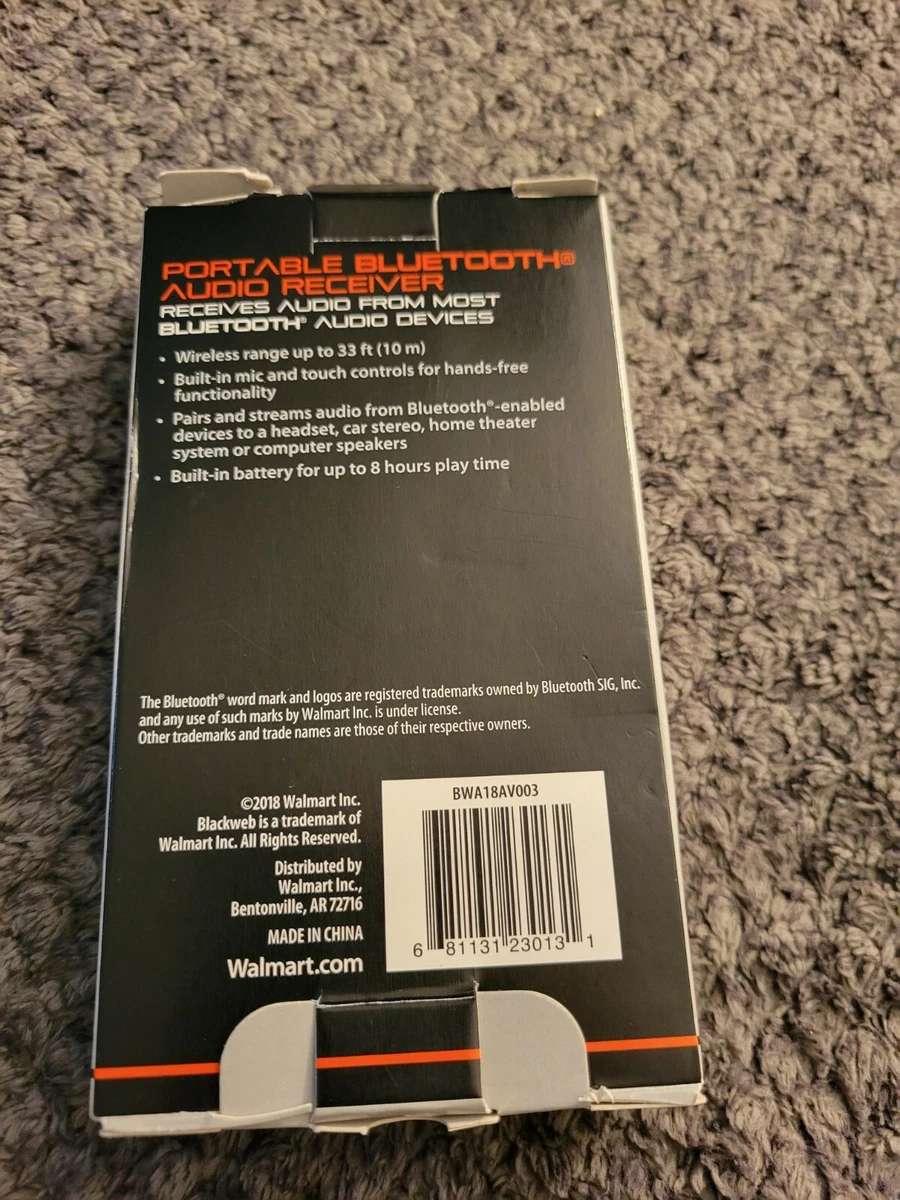 PORTABLE BLUETOOTH®
AUDIO RECEIVER
RECEIVES AUDIO FROM MOST
BLUETOOTH® AUDIO DEVICES
• Wireless range up to 33 ft (10 m)
• Built-in mic and touch controls for hands-free
functionality
• Pairs and streams audio from Bluetooth®-enabled
devices to a headset, car stereo, home theater
system or computer speakers
• Built-in battery for up to 8 hours play time
The Bluetooth® word mark and logos are registered trademarks owned by Bluetooth SIG, Inc.
and any use of such marks by Walmart Inc. is under license.
Other trademarks and trade names are those of their respective owners.
©2018 Walmart Inc.
Blackweb is a trademark of
Walmart Inc. All Rights Reserved.
Distributed by
Walmart Inc.,
Bentonville, AR 72716
MADE IN CHINA
Walmart.com
BWA18AV003
6 81131 23013 1